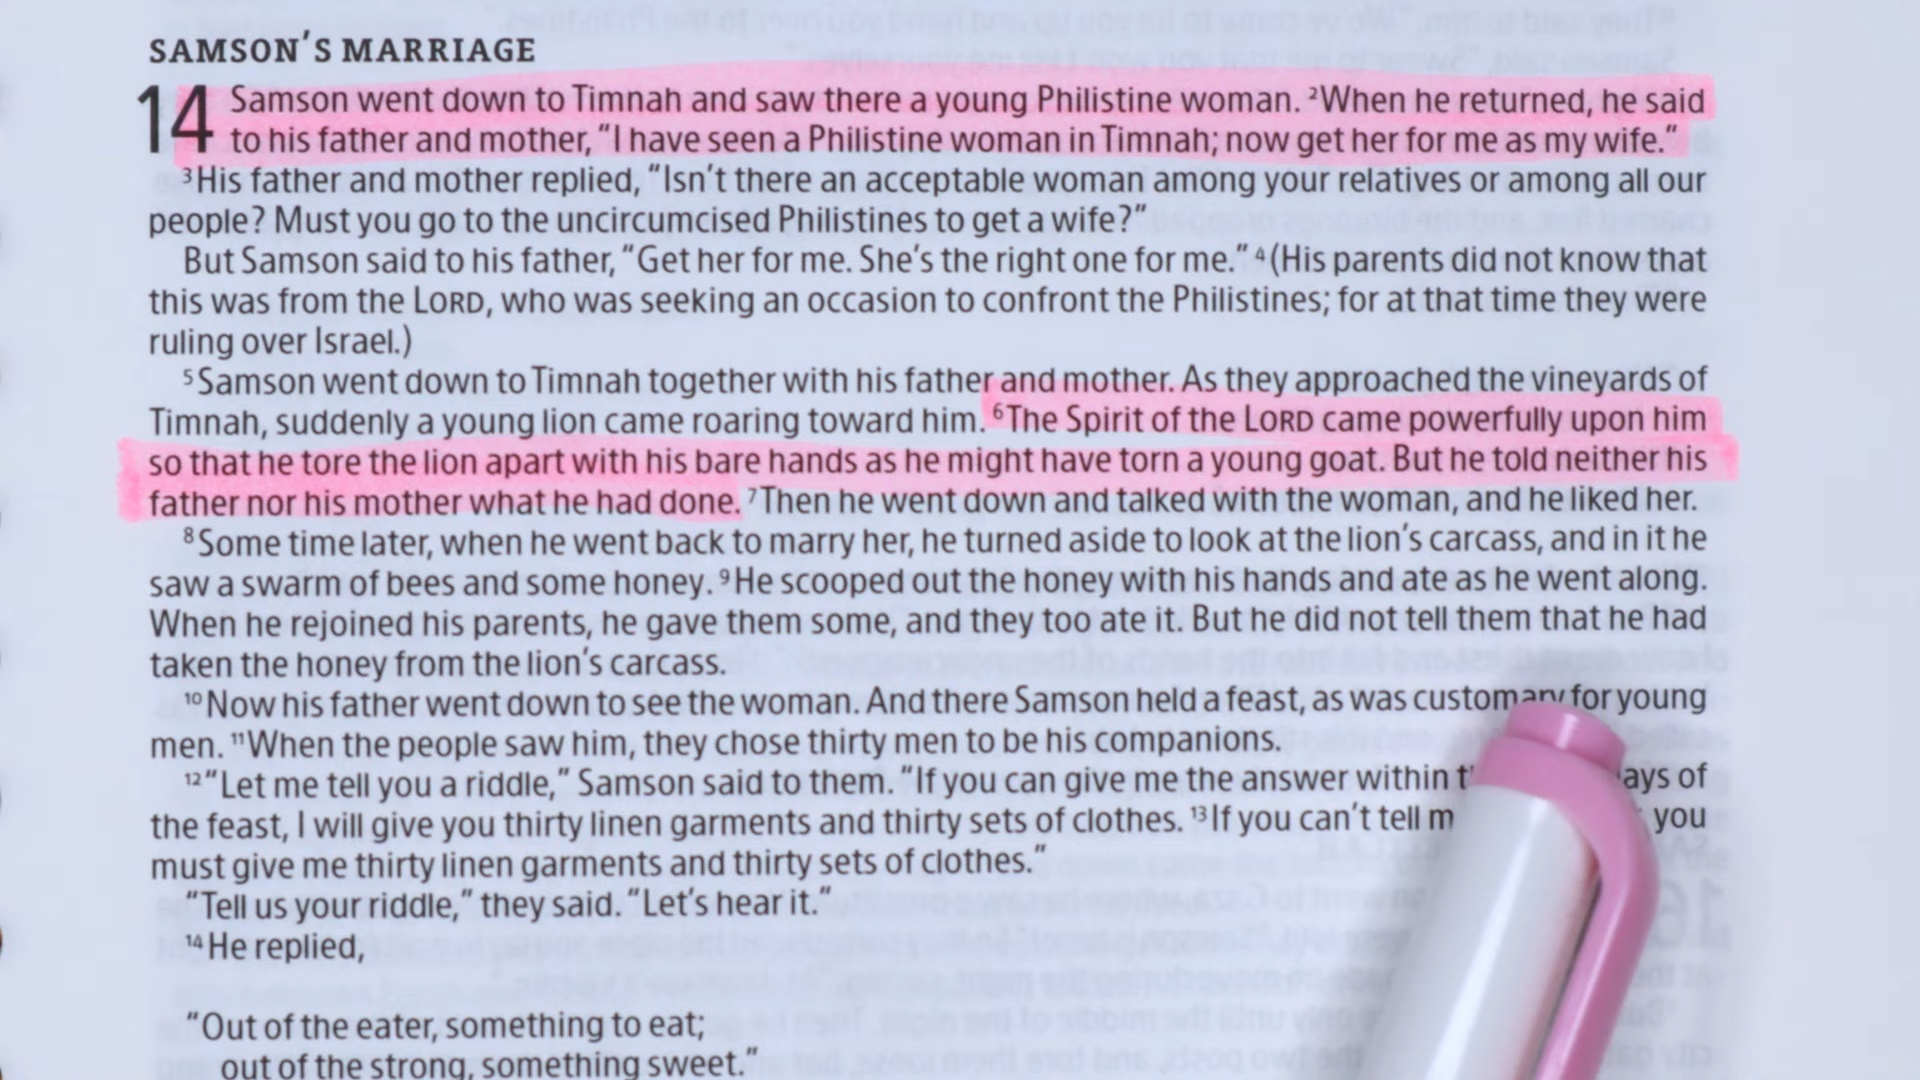 SAMSON'S MARRIAGE
14 Samson went down to Timnah and saw there a young Philistine woman. ²When he returned, he said
to his father and mother, "I have seen a Philistine woman in Timnah; now get her for me as my wife."
³His father and mother replied, "Isn't there an acceptable woman among your relatives or among all our
people? Must you go to the uncircumcised Philistines to get a wife?"
But Samson said to his father, "Get her for me. She's the right one for me." ⁴(His parents did not know that
this was from the LORD, who was seeking an occasion to confront the Philistines; for at that time they were
ruling over Israel.)
⁵Samson went down to Timnah together with his father and mother. As they approached the vineyards of
Timnah, suddenly a young lion came roaring toward him. ⁶The Spirit of the LORD came powerfully upon him
so that he tore the lion apart with his bare hands as he might have torn a young goat. But he told neither his
father nor his mother what he had done. ⁷Then he went down and talked with the woman, and he liked her.
⁸Some time later, when he went back to marry her, he turned aside to look at the lion's carcass, and in it he
saw a swarm of bees and some honey. ⁹He scooped out the honey with his hands and ate as he went along.
When he rejoined his parents, he gave them some, and they too ate it. But he did not tell them that he had
taken the honey from the lion's carcass.
¹⁰Now his father went down to see the woman. And there Samson held a feast, as was customary for young
men. ¹¹When the people saw him, they chose thirty men to be his companions.
¹²"Let me tell you a riddle," Samson said to them. "If you can give me the answer within of
the feast, I will give you thirty linen garments and thirty sets of clothes. ¹³If you can't tell you
must give me thirty linen garments and thirty sets of clothes."
"Tell us your riddle," they said. "Let's hear it."
¹⁴He replied,
"Out of the eater, something to eat;
out of the strong, something sweet."